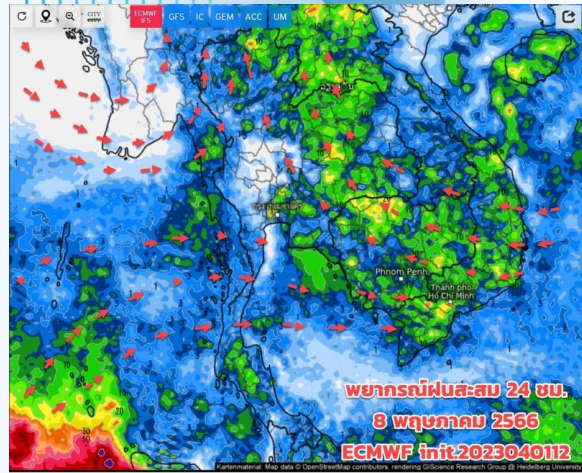 CITY
ECMWF IFS
GFS
IC
GEM
ACC
UM
Phnom Penh
Thành phố
Hồ Chí Minh
พยากรณ์ฝนสะสม 24 ชม.
8 พฤษภาคม 2566
ECMWF init.2023040112
Kartenmaterial: Map data © OpenStreetMap contributors, rendering GIScience Research Group @ Heidelberg University